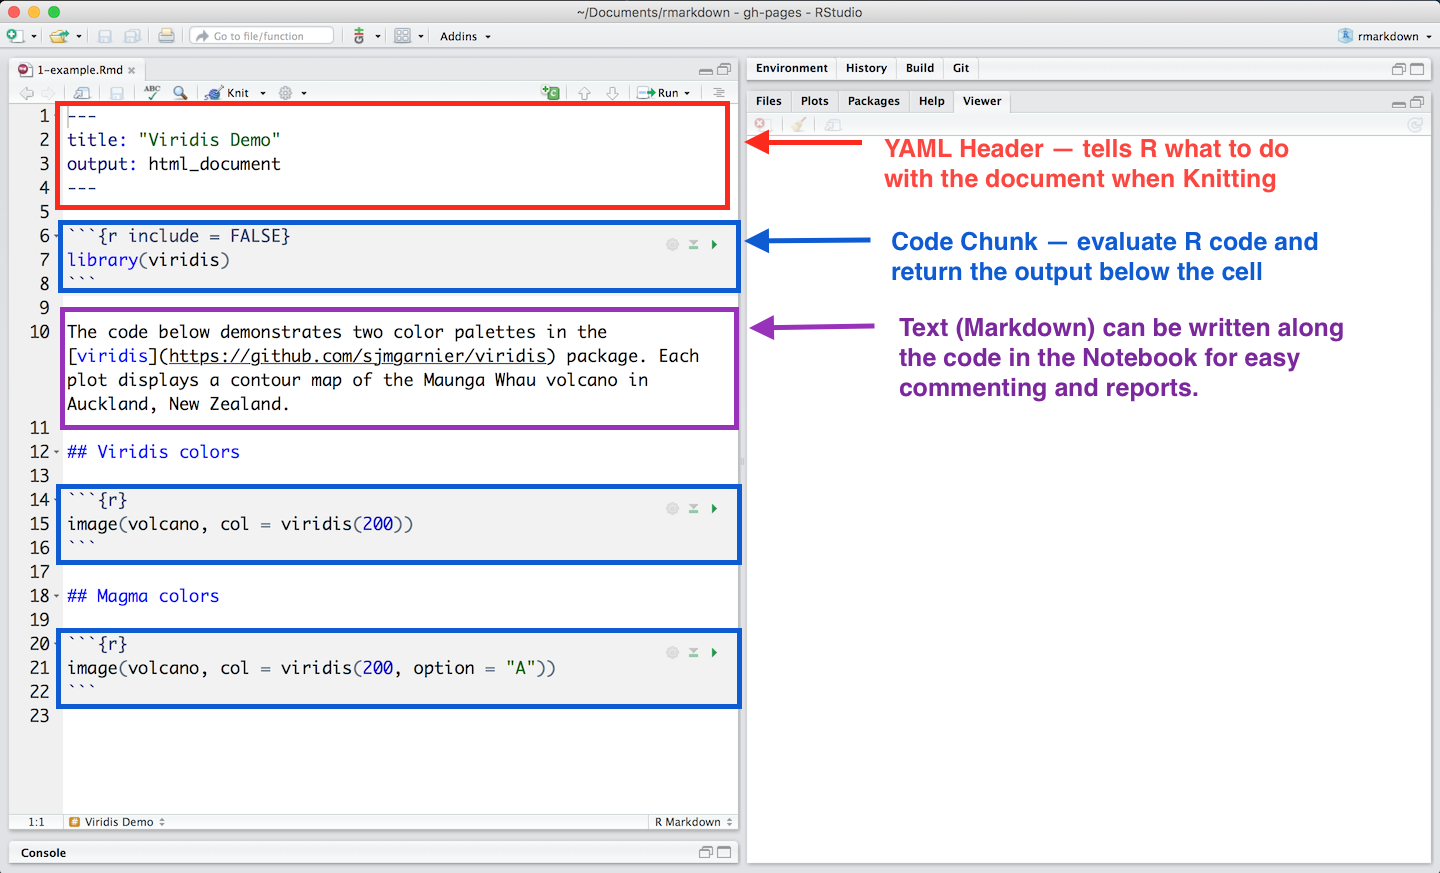 ~/Documents/rmarkdown - gh-pages - RStudio
Go to file/function
Addins
rmarkdown
1-example.Rmd
ABC
Knit
Run
1 ---
2 title: "Viridis Demo"
3 output: html_document
4 ---
5
6 ```{r include = FALSE}
7 library(viridis)
8 ```
9
10 The code below demonstrates two color palettes in the
[viridis](https://github.com/sjmgarnier/viridis) package. Each
plot displays a contour map of the Maunga Whau volcano in
Auckland, New Zealand.
11
12 ## Viridis colors
13
14 ```{r}
15 image(volcano, col = viridis(200))
16 ```
17
18 ## Magma colors
19
20 ```{r}
21 image(volcano, col = viridis(200, option = "A"))
22 ```
23
1:1 # Viridis Demo
R Markdown
Console
Environment History Build Git
Files Plots Packages Help Viewer
YAML Header — tells R what to do
with the document when Knitting
Code Chunk — evaluate R code and
return the output below the cell
Text (Markdown) can be written along
the code in the Notebook for easy
commenting and reports.